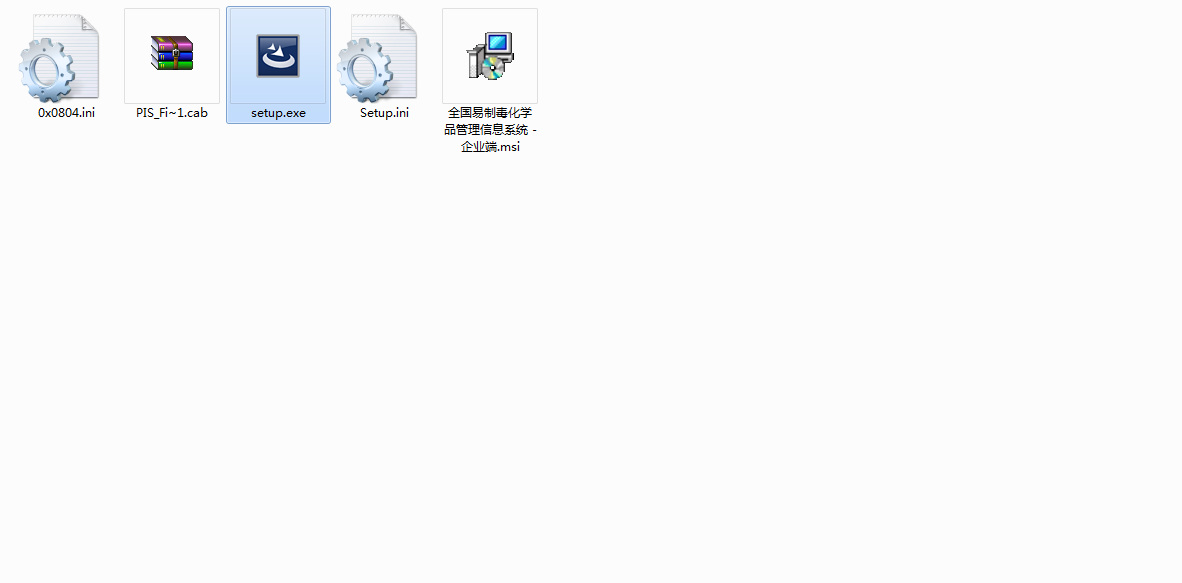 0x0804.ini
PIS_Fi~1.cab
setup.exe
Setup.ini
全国易制毒化学
品管理信息系统 -
企业端.msi